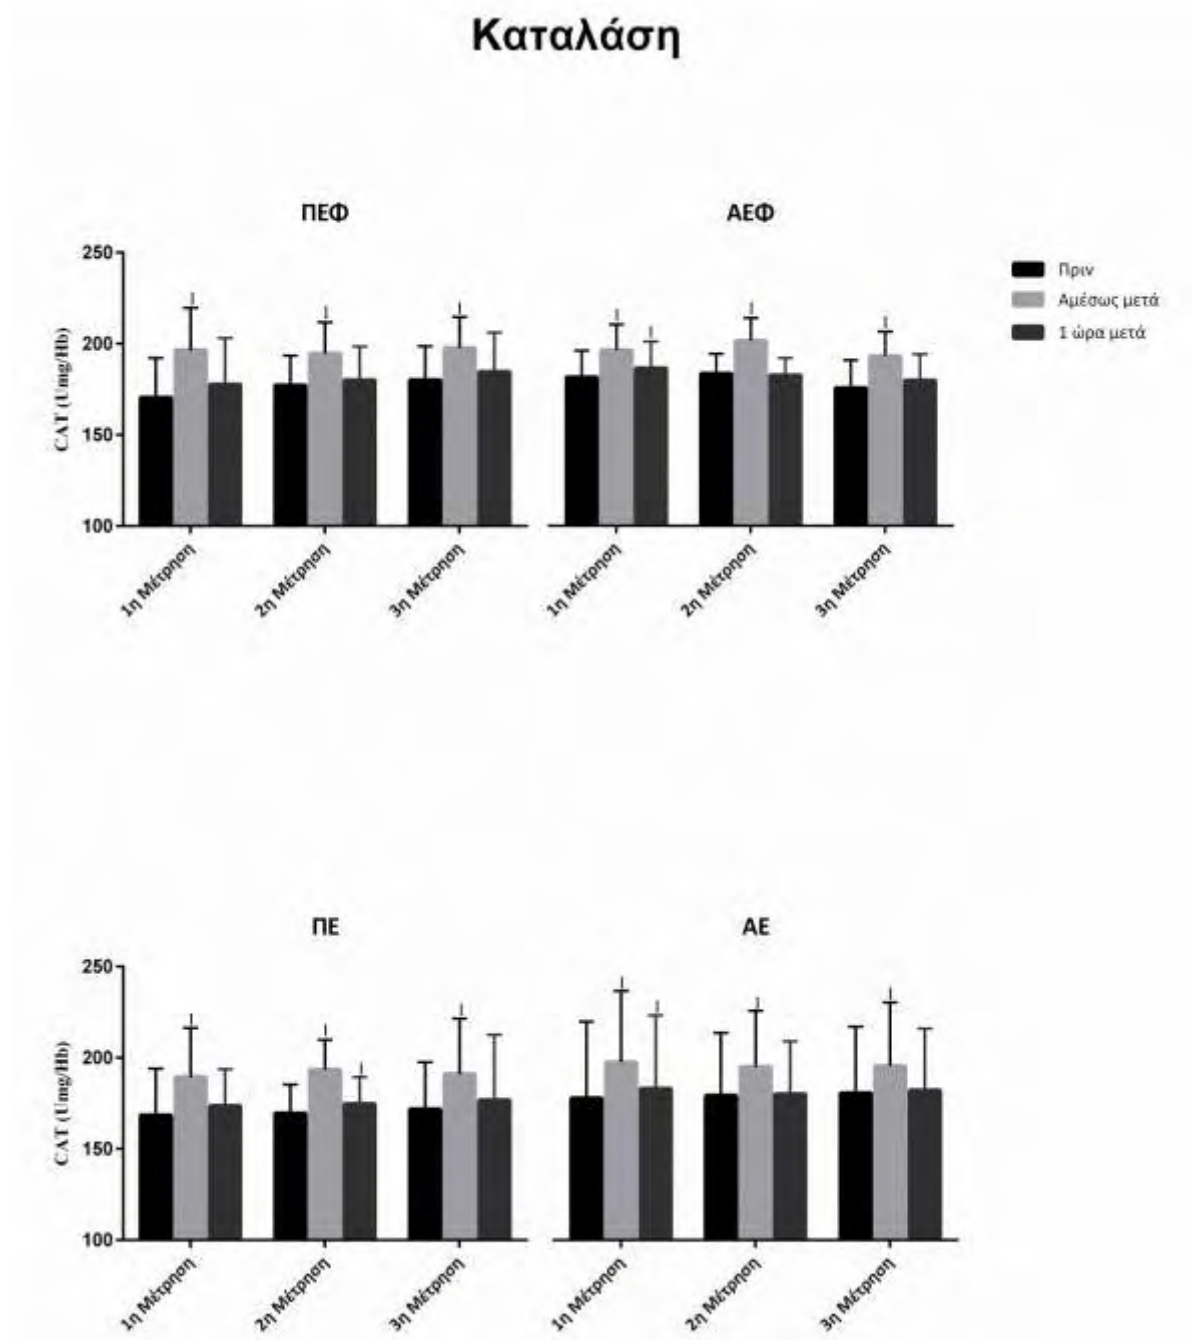 Καταλάση
ΠΕΦ
ΑΕΦ
250
200
150
100
CAT (Umg/Hb)
Πριν
Αμέσως μετά
1 ώρα μετά
1η Μέτρηση
2η Μέτρηση
3η Μέτρηση
1η Μέτρηση
2η Μέτρηση
3η Μέτρηση
ΠΕ
ΑΕ
250
200
150
100
CAT (Umg/Hb)
1η Μέτρηση
2η Μέτρηση
3η Μέτρηση
1η Μέτρηση
2η Μέτρηση
3η Μέτρηση